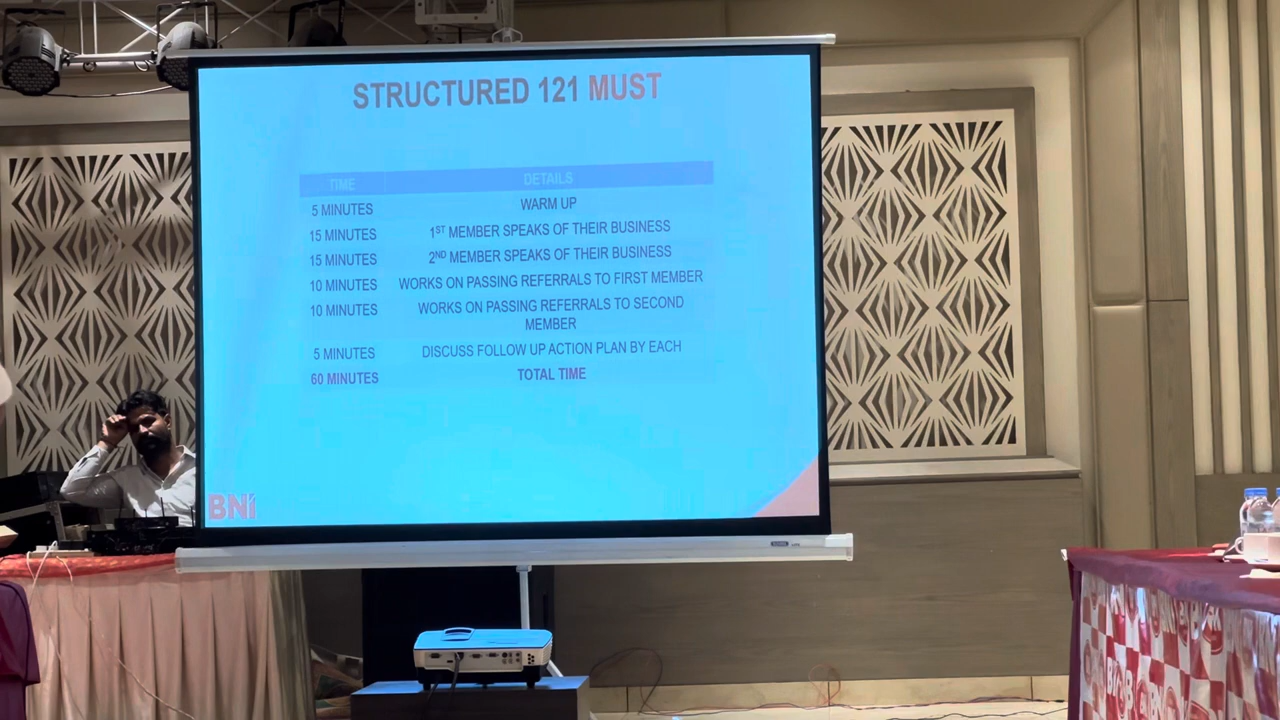 STRUCTURED 121 MUST
TIME DETAILS
5 MINUTES WARM UP
15 MINUTES 1ST MEMBER SPEAKS OF THEIR BUSINESS
15 MINUTES 2ND MEMBER SPEAKS OF THEIR BUSINESS
10 MINUTES WORKS ON PASSING REFERRALS TO FIRST MEMBER
10 MINUTES WORKS ON PASSING REFERRALS TO SECOND
MEMBER
5 MINUTES DISCUSS FOLLOW UP ACTION PLAN BY EACH
60 MINUTES TOTAL TIME
BNI